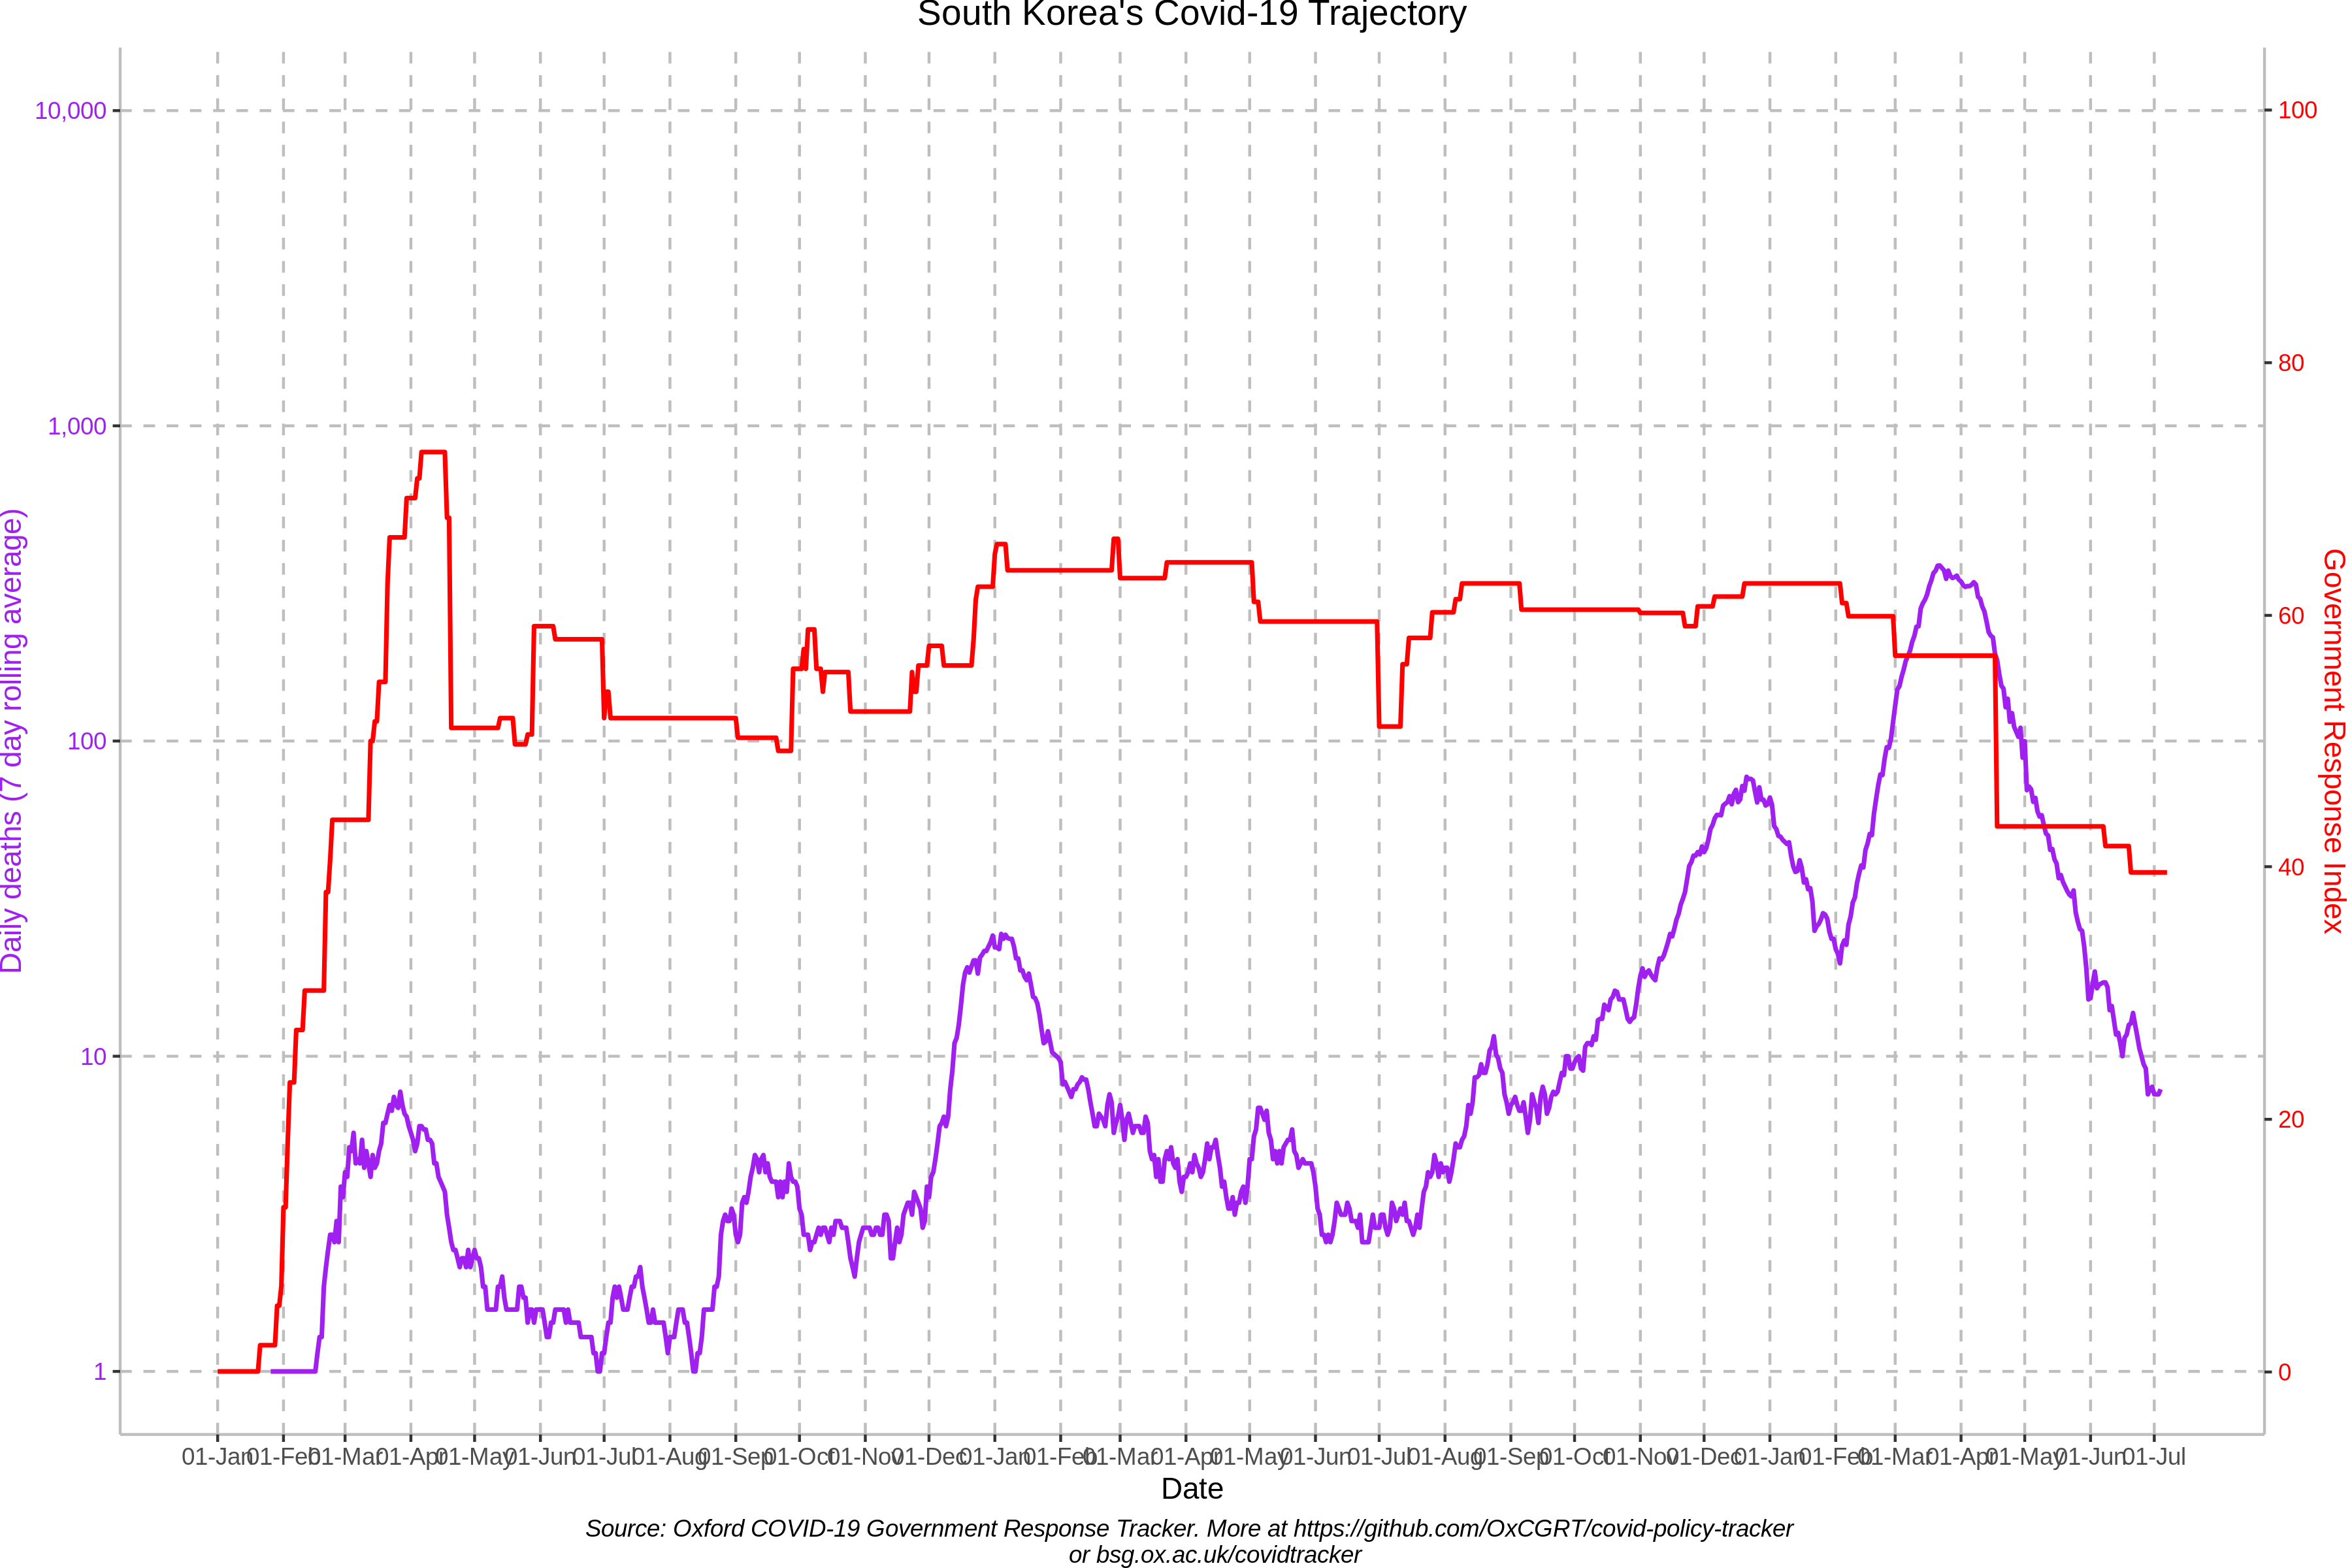 South Korea's Covid-19 Trajectory
10,000
1,000
100
10
1
Daily deaths (7 day rolling average)
100
80
60
40
20
0
Government Response Index
01-Jan 01-Feb 01-Mar 01-Apr 01-May 01-Jun 01-Jul 01-Aug 01-Sep 01-Oct 01-Nov 01-Dec 01-Jan 01-Feb 01-Mar 01-Apr 01-May 01-Jun 01-Jul 01-Aug 01-Sep 01-Oct 01-Nov 01-Dec 01-Jan 01-Feb 01-Mar 01-Apr 01-May 01-Jun 01-Jul
Date
Source: Oxford COVID-19 Government Response Tracker. More at https://github.com/OxCGRT/covid-policy-tracker
or bsg.ox.ac.uk/covidtracker